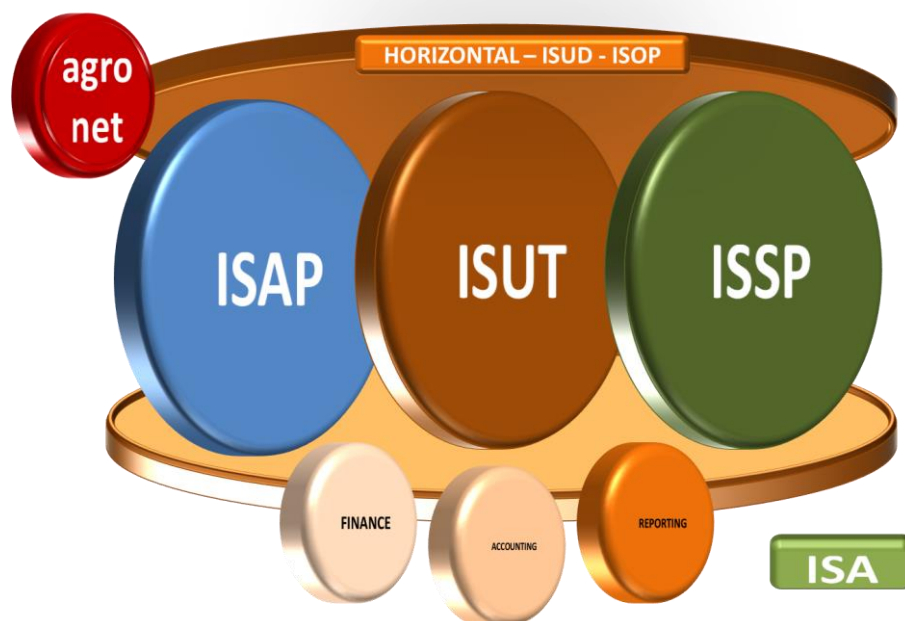 agro
net
HORIZONTAL – ISUD - ISOP
ISAP
ISUT
ISSP
FINANCE
ACCOUNTING
REPORTING
ISA